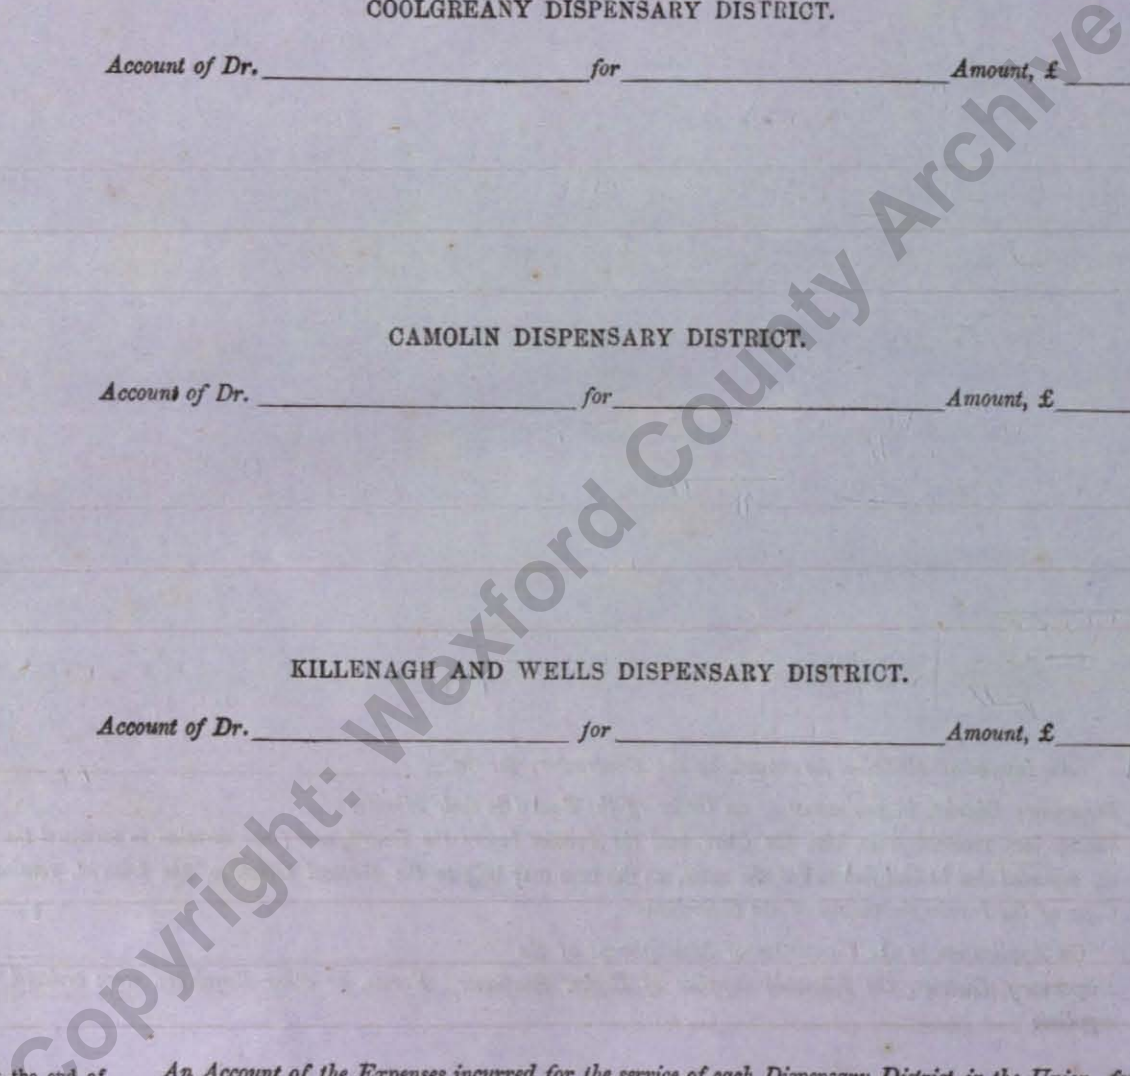 COOLGREANY DISPENSARY DISTRICT.
Account of Dr. for Amount, £
CAMOLIN DISPENSARY DISTRICT.
Account of Dr. for Amount, £
KILLENAGH AND WELLS DISPENSARY DISTRICT.
Account of Dr. for Amount, £
the end of An Account of the Expenses incurred for the service of each Dispensary District in the Union,
Copyright: Wexford County Archive